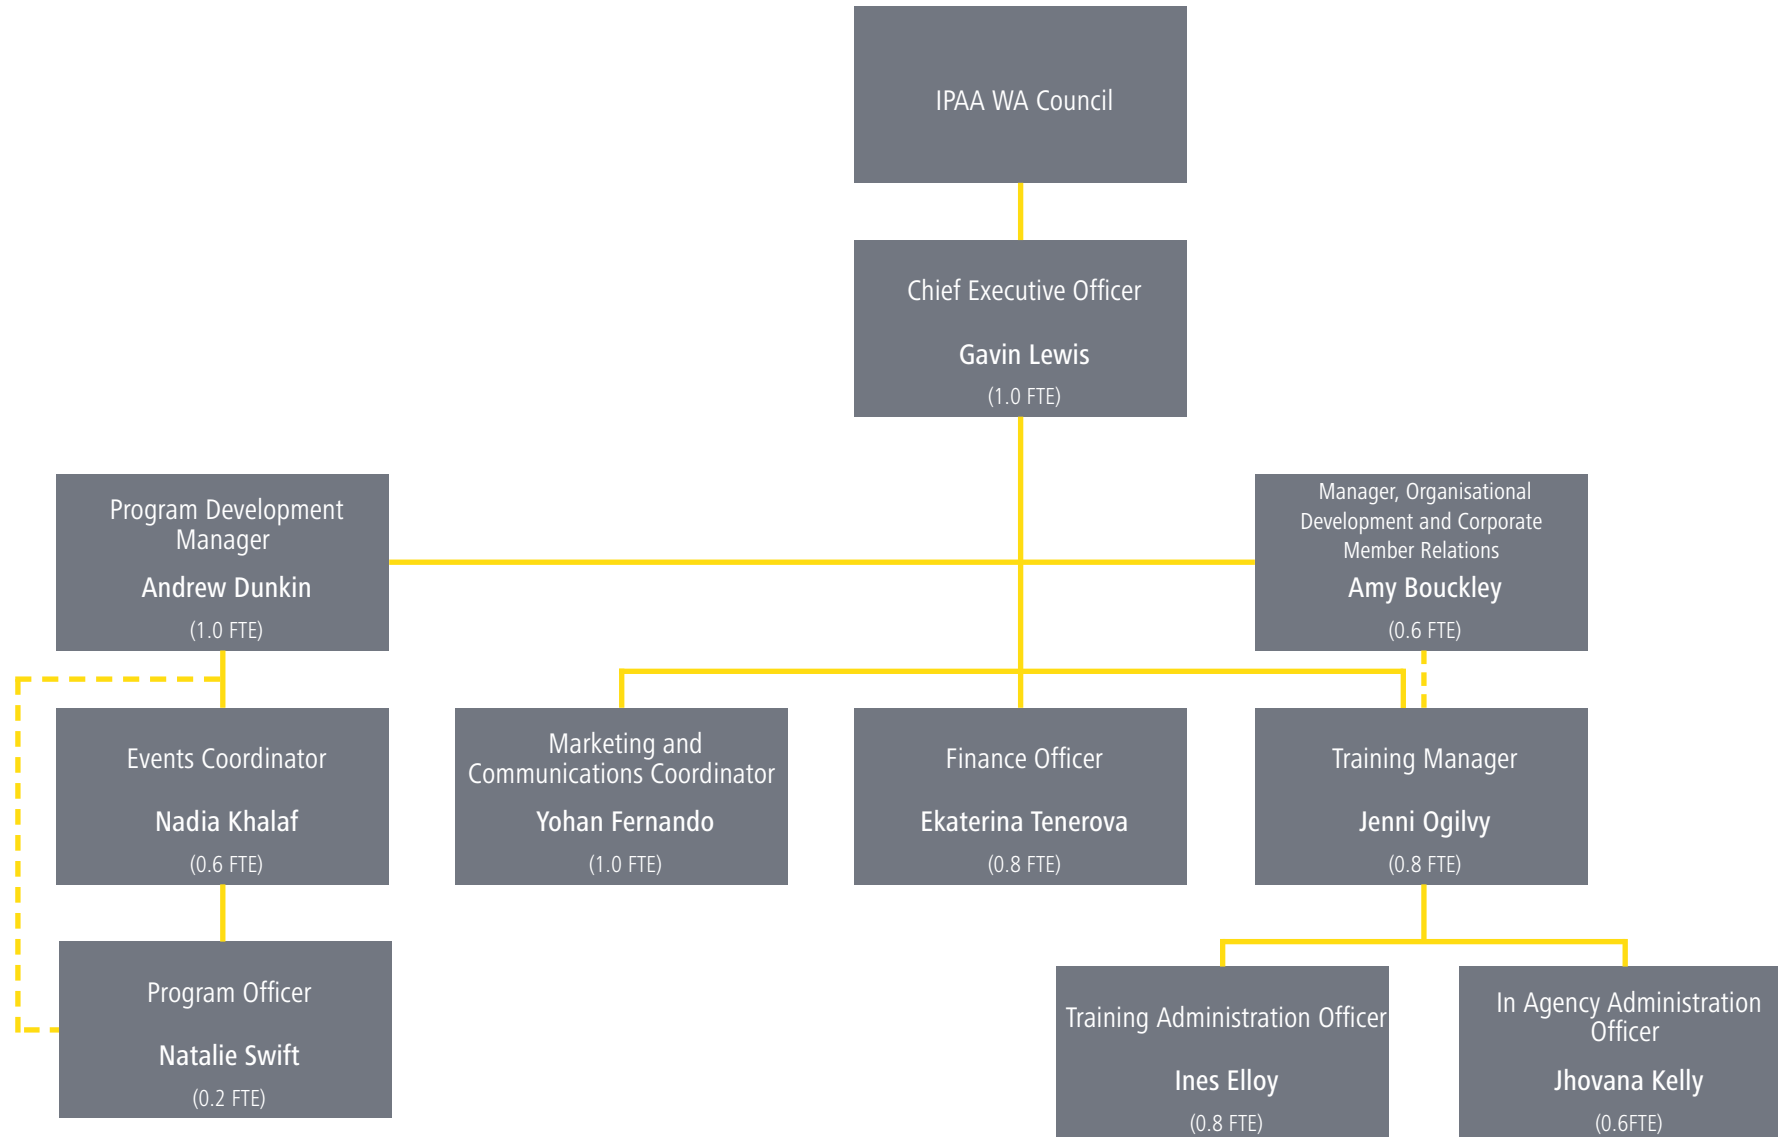 IPAA WA Council
Chief Executive Officer
Gavin Lewis
(1.0 FTE)
Program Development
Manager
Andrew Dunkin
(1.0 FTE)
Manager, Organisational
Development and Corporate
Member Relations
Amy Bouckley
(0.6 FTE)
Events Coordinator
Nadia Khalaf
(0.6 FTE)
Marketing and
Communications Coordinator
Yohan Fernando
(1.0 FTE)
Finance Officer
Ekaterina Tenerova
(0.8 FTE)
Training Manager
Jenni Ogilvy
(0.8 FTE)
Program Officer
Natalie Swift
(0.2 FTE)
Training Administration Officer
Ines Elloy
(0.8 FTE)
In Agency Administration
Officer
Jhovana Kelly
(0.6FTE)